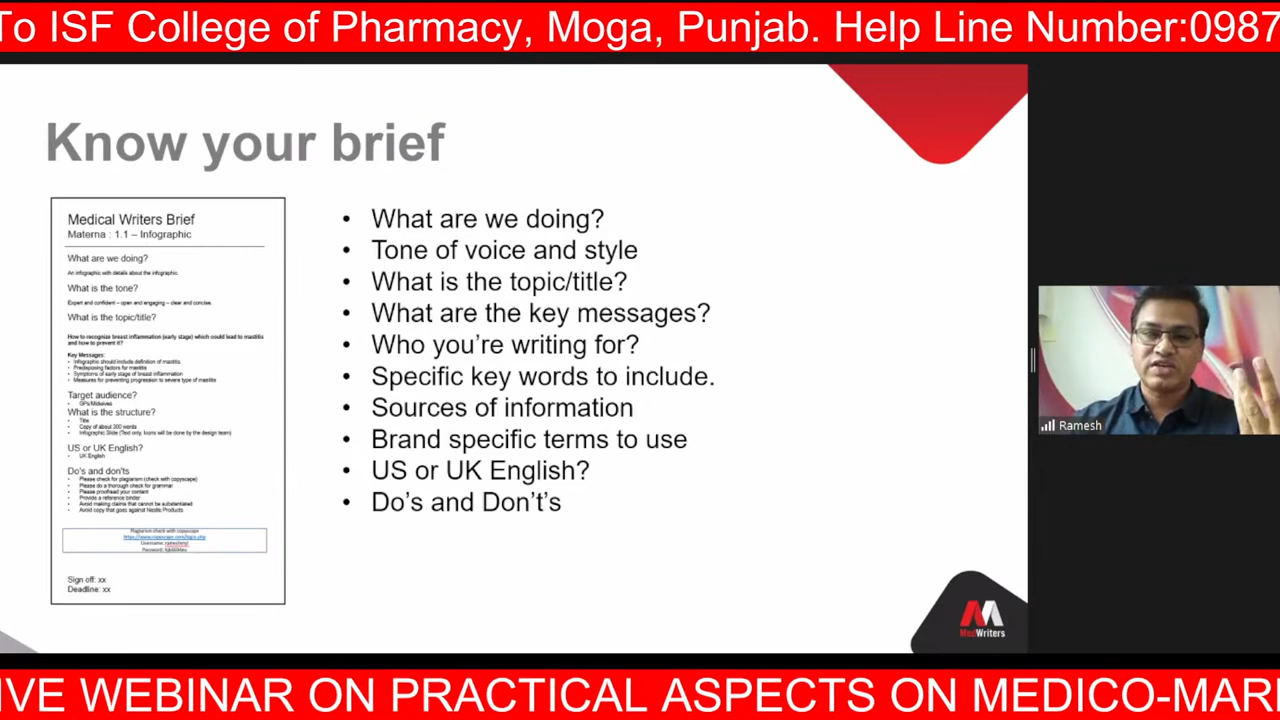 To ISF College of Pharmacy, Moga, Punjab. Help Line Number:0987
Know your brief
Medical Writers Brief
Materna : 1.1 – Infographic
What are we doing?
An infographic with details about the infographic.
What is the tone?
Expert and confident – open and engaging – clear and concise.
What is the topic/title?
How to recognize breast inflammation (early stage) which could lead to mastitis
and how to prevent it?
Key Messages:
• Infographic should include definition of mastitis
• Predisposing factors for mastitis
• Symptoms of early stage of breast inflammation
• Measures for preventing progression to severe type of mastitis
Target audience?
• GPs/Midwives
What is the structure?
• Title
• Copy of about 300 words
• Infographic Slide (Text only, Icons will be done by the design team)
US or UK English?
• UK English
Do's and don'ts
• Please check for plagiarism (check with copyscape)
• Please do a thorough check for grammar
• Please proofread your content
• Provide a reference binder
• Avoid making claims that cannot be substantiated
• Avoid copy that goes against Nestle Products
Plagiarism check with copyscape
Username:
Password:
Sign off: xx
Deadline: xx
• What are we doing?
• Tone of voice and style
• What is the topic/title?
• What are the key messages?
• Who you’re writing for?
• Specific key words to include.
• Sources of information
• Brand specific terms to use
• US or UK English?
• Do’s and Don’t’s
MedWriters
Ramesh
IVE WEBINAR ON PRACTICAL ASPECTS ON MEDICO-MAR